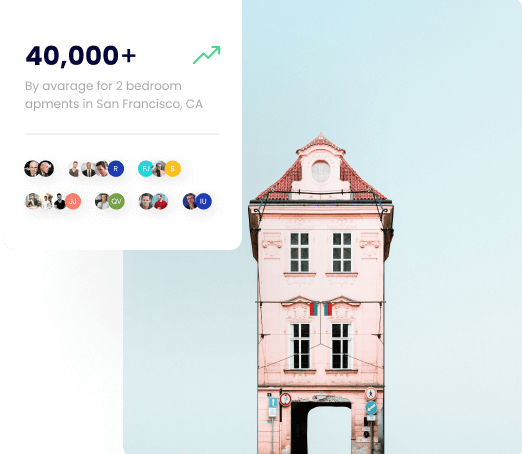 40,000+
By avarage for 2 bedroom
apments in San Francisco, CA
R
FJ
S
JJ
QV
IU